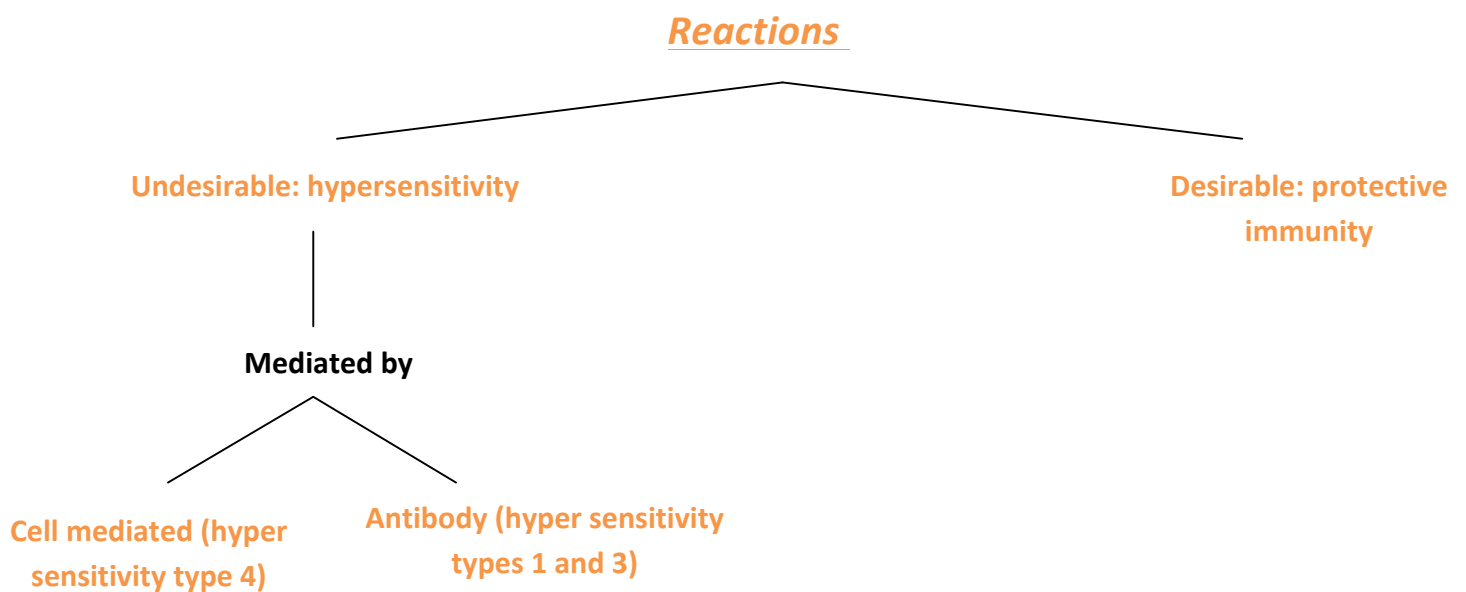 Reactions
Undesirable: hypersensitivity
Desirable: protective
immunity
Mediated by
Cell mediated (hyper
sensitivity type 4)
Antibody (hyper sensitivity
types 1 and 3)